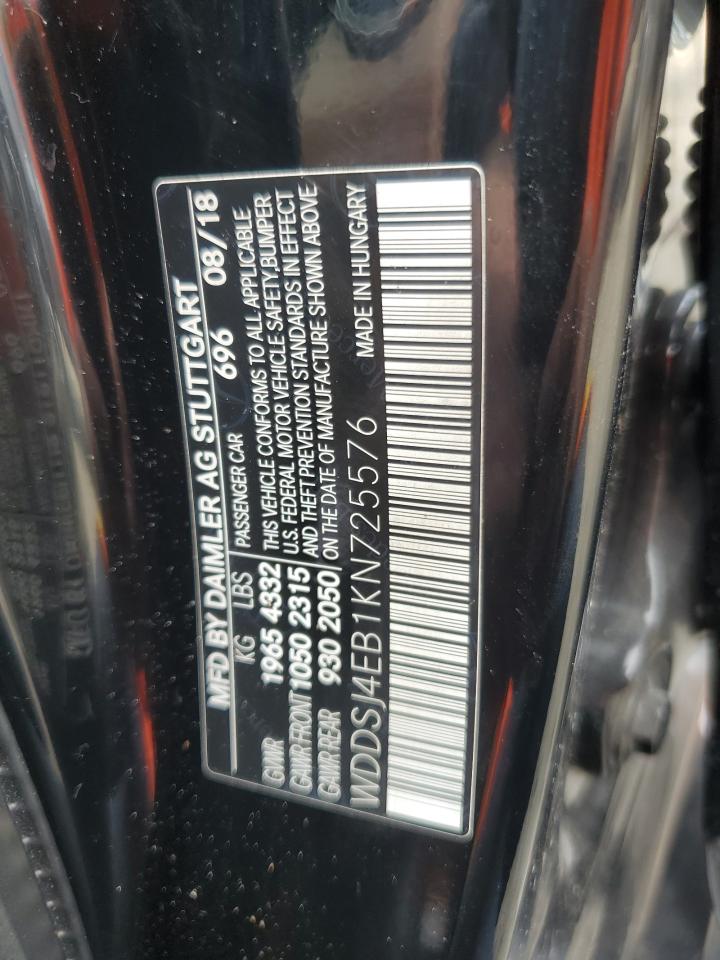 MFD BY DAIMLER AG STUTTGART
KG LBS 696 08/18
PASSENGER CAR
GVWR 1965 4332 THIS VEHICLE CONFORMS TO ALL APPLICABLE
GAWR FRONT 1050 2315 U.S. FEDERAL MOTOR VEHICLE SAFETY,BUMPER
GAWR REAR 930 2050 AND THEFT PREVENTION STANDARDS IN EFFECT
ON THE DATE OF MANUFACTURE SHOWN ABOVE
WDDSJ4EB1KN725576 MADE IN HUNGARY